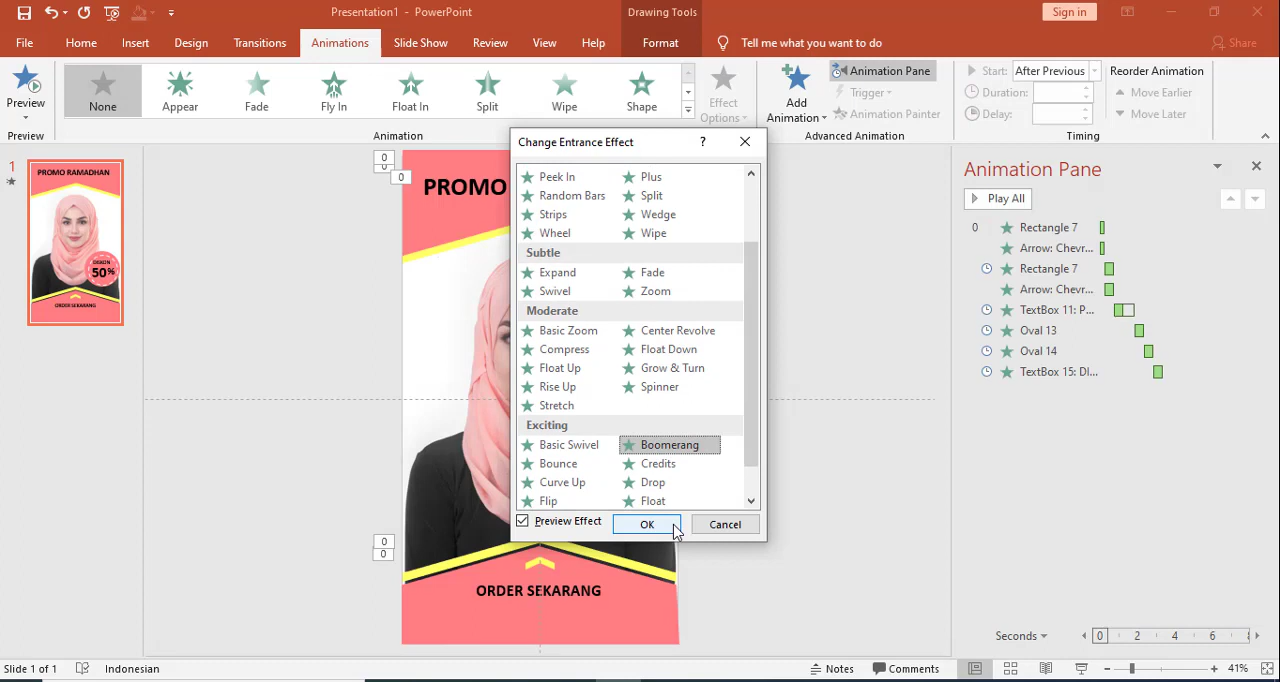 Presentation1 - PowerPoint
Drawing Tools
Sign in
File Home Insert Design Transitions Animations Slide Show Review View Help Format Tell me what you want to do Share
Preview
None Appear Fade Fly In Float In Split Wipe Shape
Effect Options
Add Animation
Animation Pane
Trigger
Animation Painter
Start: After Previous
Duration:
Delay:
Reorder Animation
Move Earlier
Move Later
Preview Animation Advanced Animation Timing
1
PROMO RAMADHAN
DISKON
50%
ORDER SEKARANG
0
0
0
PROMO
0
0
ORDER SEKARANG
Change Entrance Effect ?
Peek In Plus
Random Bars Split
Strips Wedge
Wheel Wipe
Subtle
Expand Fade
Swivel Zoom
Moderate
Basic Zoom Center Revolve
Compress Float Down
Float Up Grow & Turn
Rise Up Spinner
Stretch
Exciting
Basic Swivel Boomerang
Bounce Credits
Curve Up Drop
Flip Float
Preview Effect OK Cancel
Animation Pane
Play All
0 Rectangle 7
Arrow: Chevr...
Rectangle 7
Arrow: Chevr...
TextBox 11: P...
Oval 13
Oval 14
TextBox 15: DI...
Seconds 0 2 4 6
Slide 1 of 1 Indonesian Notes Comments 41%